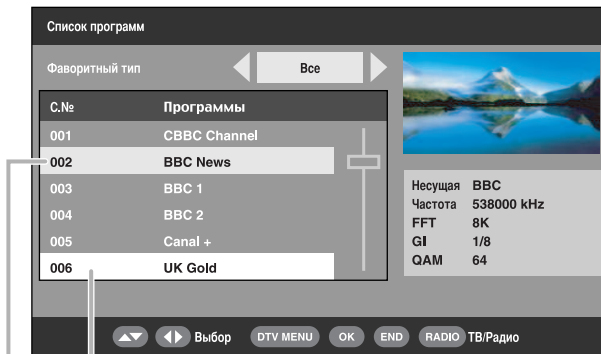 Список программ
Фаворитный тип Все
С.№ Программы
001 CBBC Channel
002 BBC News
003 BBC 1
004 BBC 2
005 Canal +
006 UK Gold
Несущая BBC
Частота 538000 kHz
FFT 8K
GI 1/8
QAM 64
Выбор DTV MENU OK END RADIO ТВ/Радио